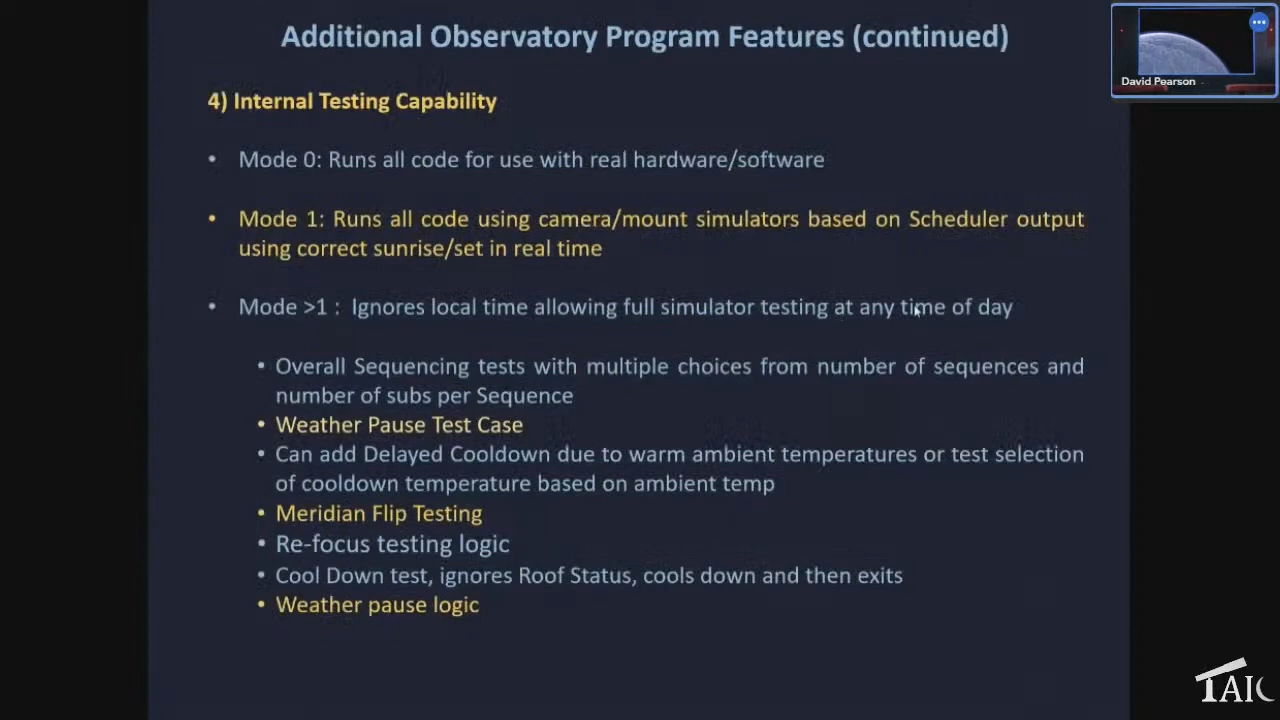 Additional Observatory Program Features (continued)
David Pearson
4) Internal Testing Capability
• Mode 0: Runs all code for use with real hardware/software
• Mode 1: Runs all code using camera/mount simulators based on Scheduler output
using correct sunrise/set in real time
• Mode >1 : Ignores local time allowing full simulator testing at any time of day
• Overall Sequencing tests with multiple choices from number of sequences and
number of subs per Sequence
• Weather Pause Test Case
• Can add Delayed Cooldown due to warm ambient temperatures or test selection
of cooldown temperature based on ambient temp
• Meridian Flip Testing
• Re-focus testing logic
• Cool Down test, ignores Roof Status, cools down and then exits
• Weather pause logic
TAIC